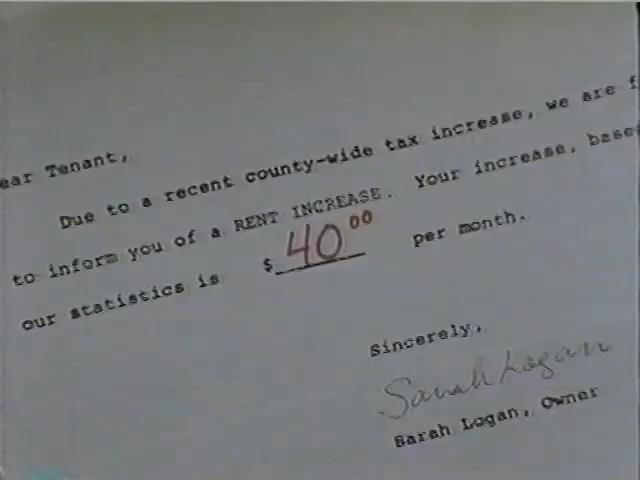 ear Tenant,
Due to a recent county-wide tax increase, we are f
to inform you of a RENT INCREASE. Your increase, based
our statistics is $ 40.00 per month.
Sincerely,
Sarah Logan
Sarah Logan, Owner